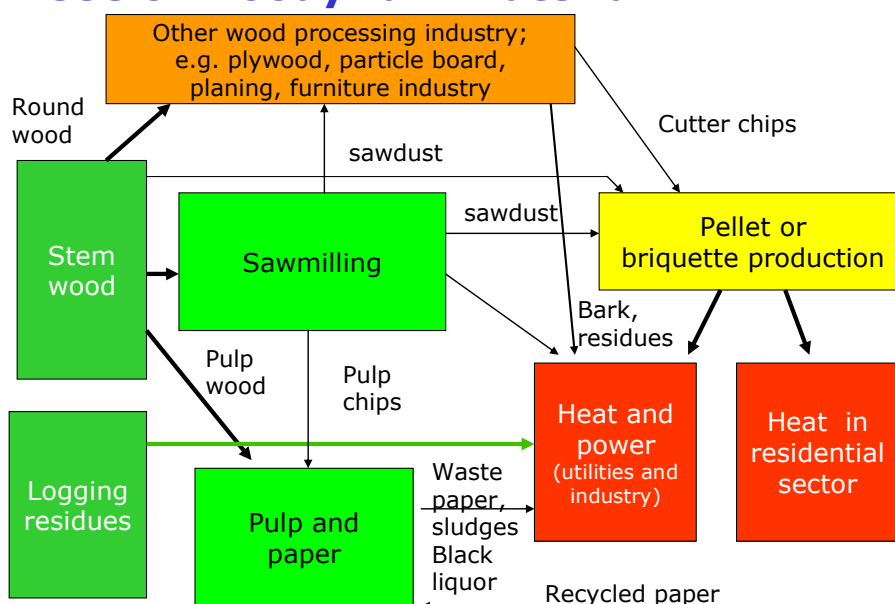 Other wood processing industry;
e.g. plywood, particle board,
planing, furniture industry
Round
wood
Cutter chips
sawdust
sawdust
Stem
wood
Sawmilling
Pellet or
briquette production
Bark,
residues
Pulp
wood
Pulp
chips
Heat and
power
(utilities and
industry)
Heat in
residential
sector
Logging
residues
Pulp and
paper
Waste
paper,
sludges
Black
liquor
Recycled paper